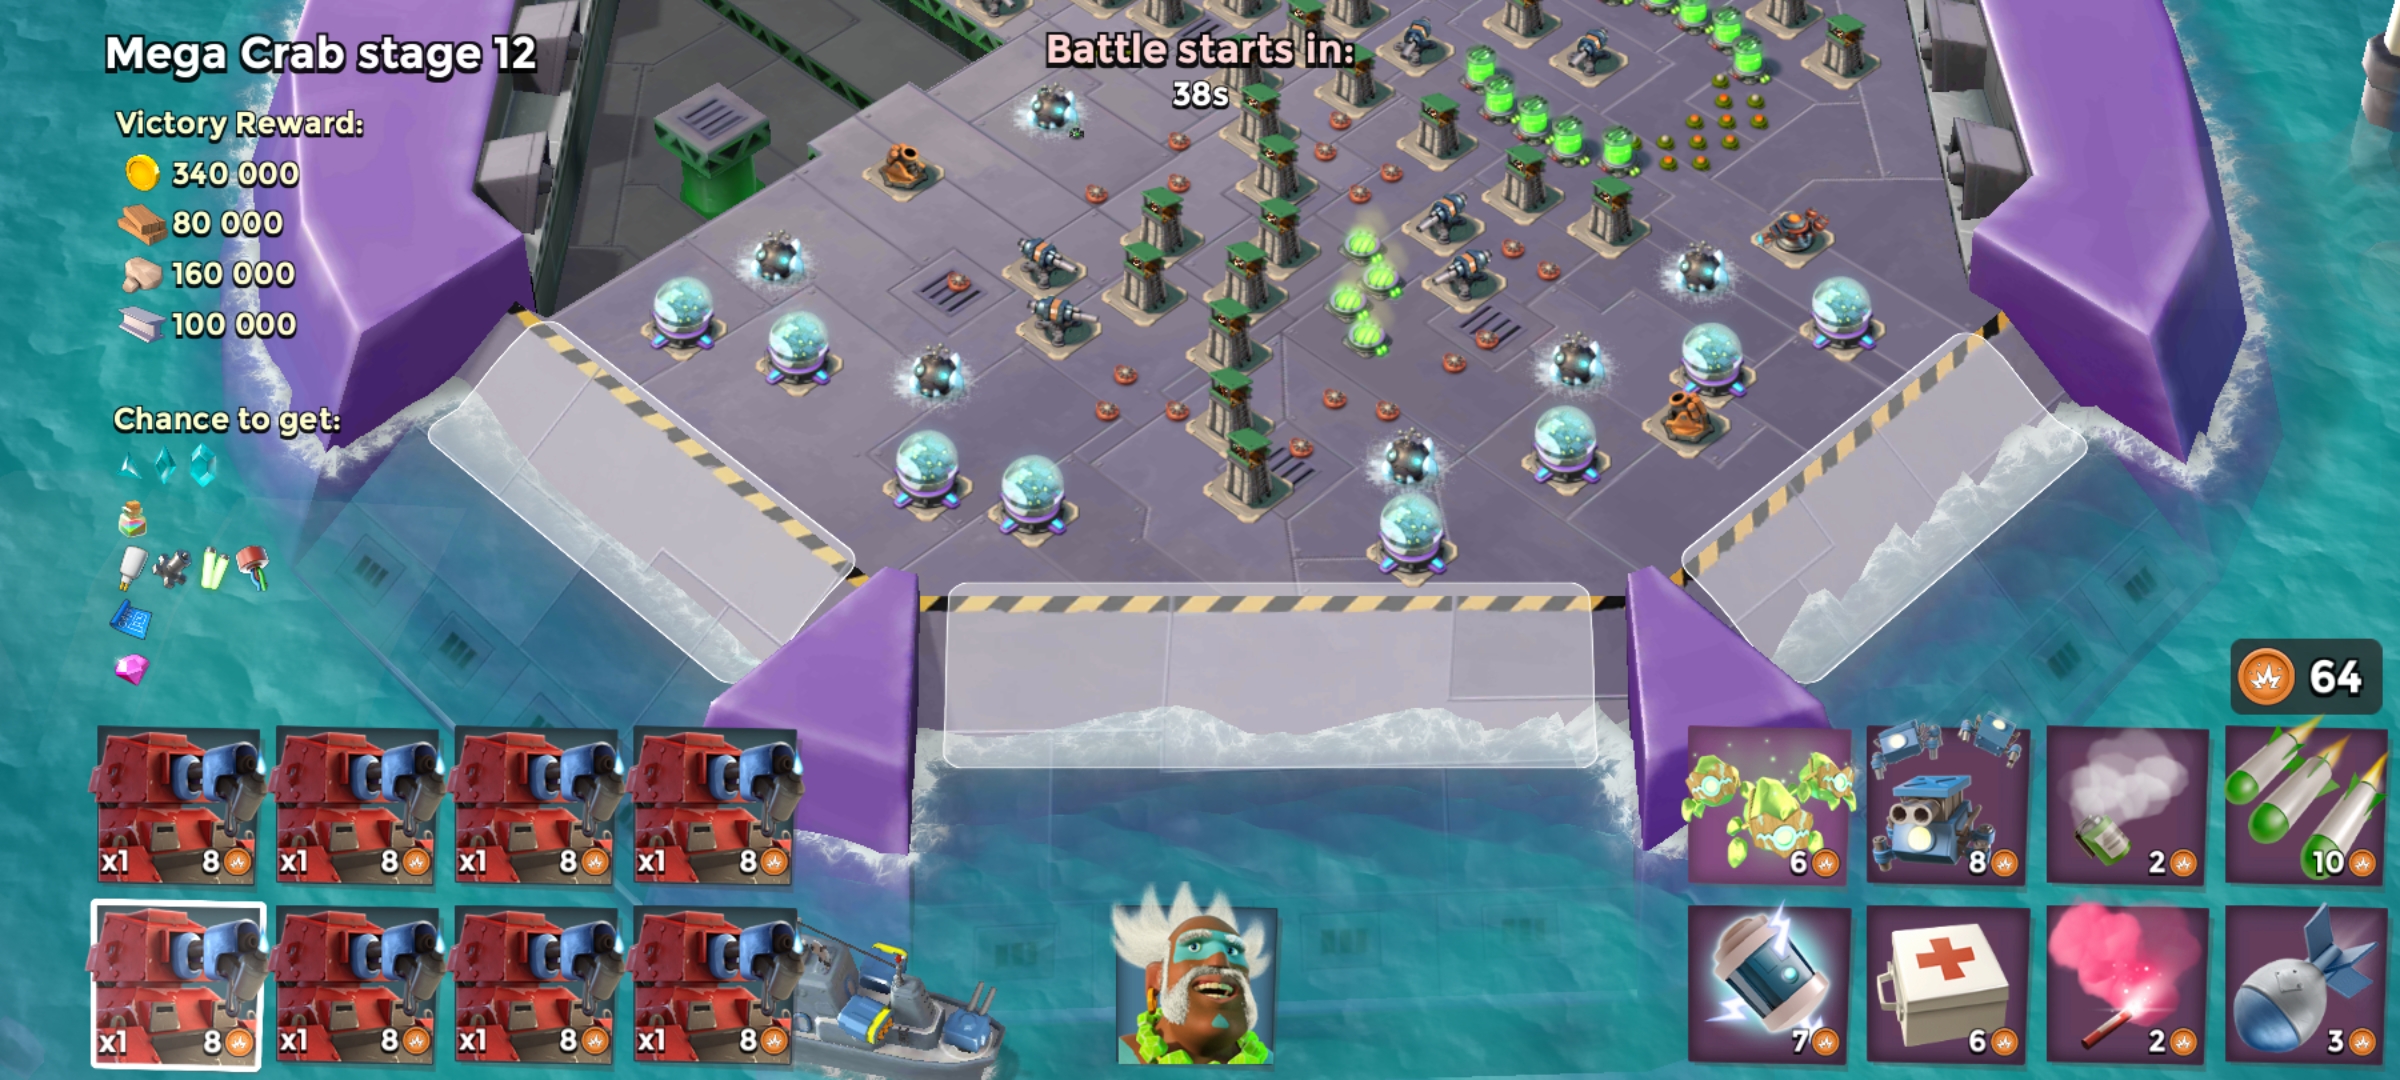 Mega Crab stage 12
Battle starts in:
38s
Victory Reward:
340 000
80 000
160 000
100 000
Chance to get:
64
x1 8
x1 8
x1 8
x1 8
6
8
2
10
x1 8
x1 8
x1 8
x1 8
7
6
2
3